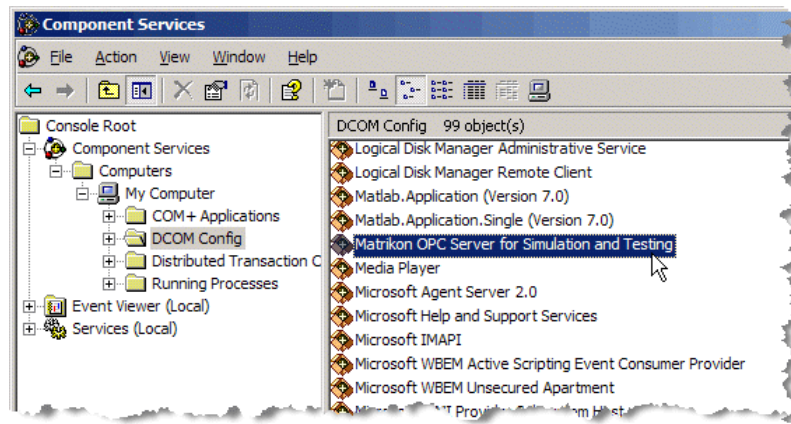 Component Services
File Action View Window Help
Console Root
Component Services
Computers
My Computer
COM+ Applications
DCOM Config
Distributed Transaction C
Running Processes
Event Viewer (Local)
Services (Local)
DCOM Config 99 object(s)
Logical Disk Manager Administrative Service
Logical Disk Manager Remote Client
Matlab.Application (Version 7.0)
Matlab.Application.Single (Version 7.0)
Matrikon OPC Server for Simulation and Testing
Media Player
Microsoft Agent Server 2.0
Microsoft Help and Support Services
Microsoft IMAPI
Microsoft WBEM Active Scripting Event Consumer Provider
Microsoft WBEM Unsecured Apartment